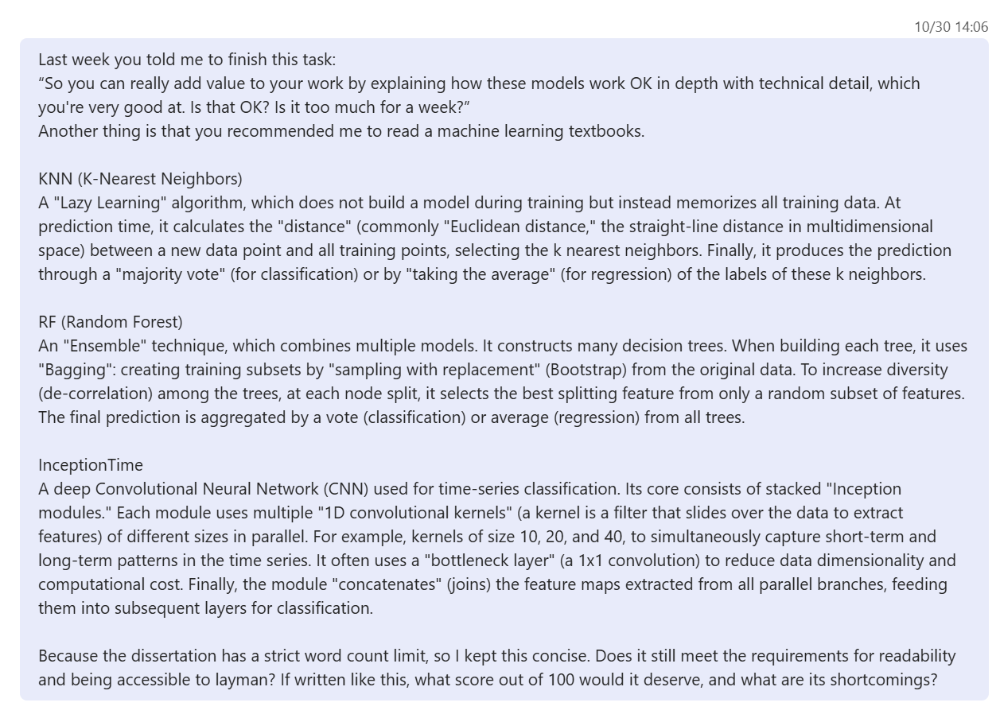 10/30 14:06
Last week you told me to finish this task:
“So you can really add value to your work by explaining how these models work OK in depth with technical detail, which
you're very good at. Is that OK? Is it too much for a week?”
Another thing is that you recommended me to read a machine learning textbooks.
KNN (K-Nearest Neighbors)
A "Lazy Learning" algorithm, which does not build a model during training but instead memorizes all training data. At
prediction time, it calculates the "distance" (commonly "Euclidean distance," the straight-line distance in multidimensional
space) between a new data point and all training points, selecting the k nearest neighbors. Finally, it produces the prediction
through a "majority vote" (for classification) or by "taking the average" (for regression) of the labels of these k neighbors.
RF (Random Forest)
An "Ensemble" technique, which combines multiple models. It constructs many decision trees. When building each tree, it uses
"Bagging": creating training subsets by "sampling with replacement" (Bootstrap) from the original data. To increase diversity
(de-correlation) among the trees, at each node split, it selects the best splitting feature from only a random subset of features.
The final prediction is aggregated by a vote (classification) or average (regression) from all trees.
InceptionTime
A deep Convolutional Neural Network (CNN) used for time-series classification. Its core consists of stacked "Inception
modules." Each module uses multiple "1D convolutional kernels" (a kernel is a filter that slides over the data to extract
features) of different sizes in parallel. For example, kernels of size 10, 20, and 40, to simultaneously capture short-term and
long-term patterns in the time series. It often uses a "bottleneck layer" (a 1x1 convolution) to reduce data dimensionality and
computational cost. Finally, the module "concatenates" (joins) the feature maps extracted from all parallel branches, feeding
them into subsequent layers for classification.
Because the dissertation has a strict word count limit, so I kept this concise. Does it still meet the requirements for readability
and being accessible to layman? If written like this, what score out of 100 would it deserve, and what are its shortcomings?